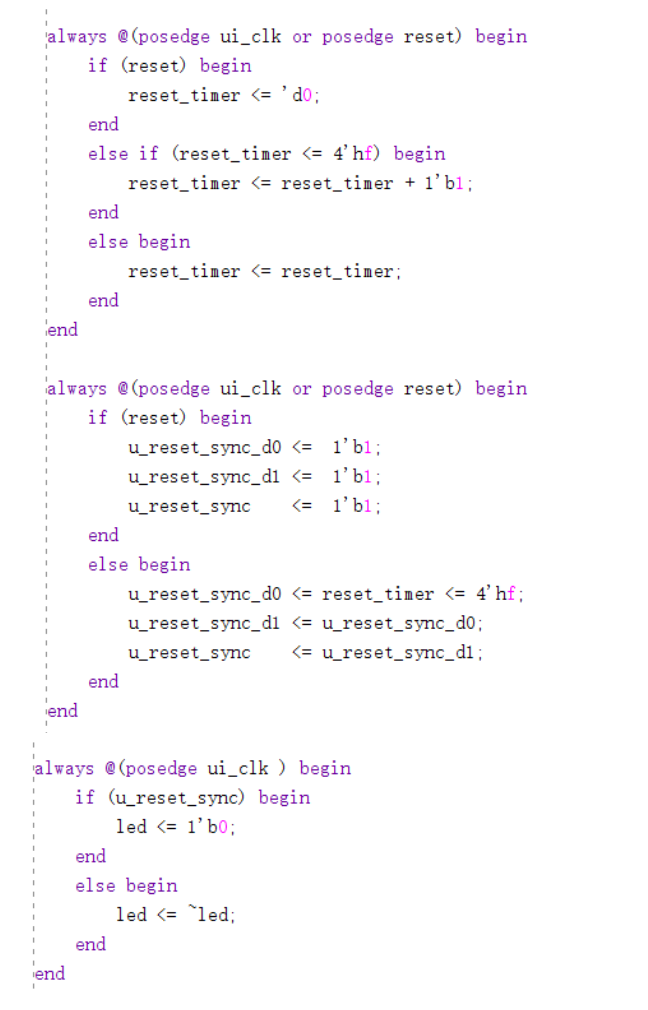 always @(posedge ui_clk or posedge reset) begin
    if (reset) begin
        reset_timer <= 'd0;
    end
    else if (reset_timer <= 4'hf) begin
        reset_timer <= reset_timer + 1'b1;
    end
    else begin
        reset_timer <= reset_timer;
    end
end

always @(posedge ui_clk or posedge reset) begin
    if (reset) begin
        u_reset_sync_d0 <=  1'b1;
        u_reset_sync_d1 <=  1'b1;
        u_reset_sync    <=  1'b1;
    end
    else begin
        u_reset_sync_d0 <= reset_timer <= 4'hf;
        u_reset_sync_d1 <= u_reset_sync_d0;
        u_reset_sync    <= u_reset_sync_d1;
    end
end

always @(posedge ui_clk ) begin
    if (u_reset_sync) begin
        led <= 1'b0;
    end
    else begin
        led <= ~led;
    end
end